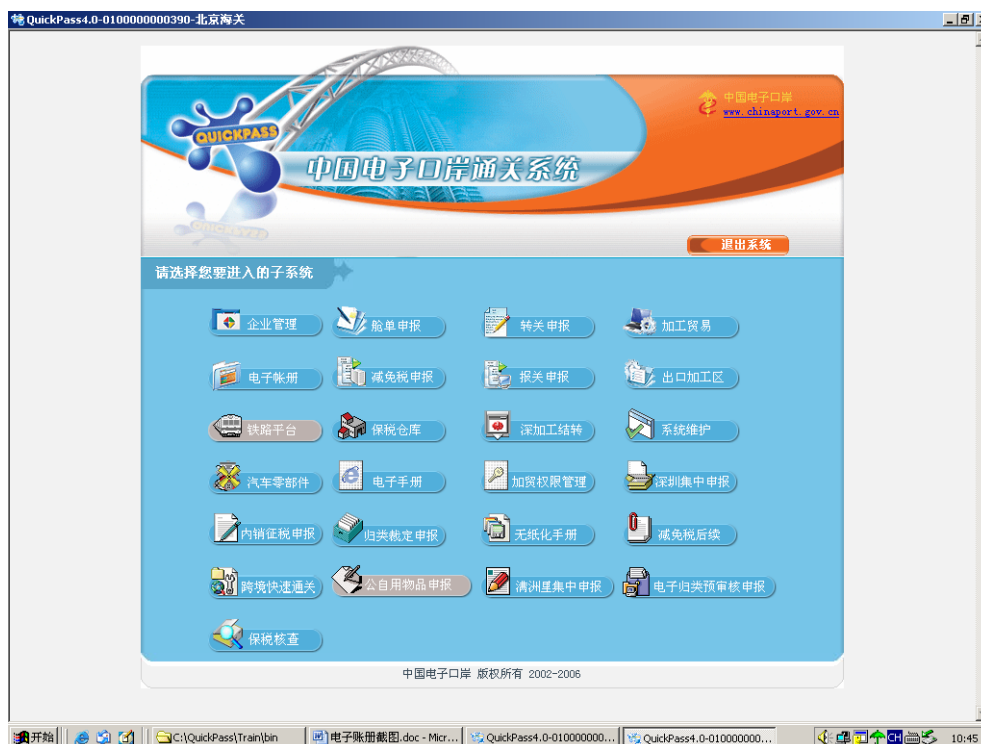 QuickPass4.0-0100000000390-北京海关
中国电子口岸
www.chinaport.gov.cn
QUICKPASS
中国电子口岸通关系统
退出系统
请选择您要进入的子系统
企业管理 舱单申报 转关申报 加工贸易
电子帐册 减免税申报 报关申报 出口加工区
铁路平台 保税仓库 深加工结转 系统维护
汽车零部件 电子手册 加贸权限管理 深圳集中申报
内销征税申报 归类裁定申报 无纸化手册 减免税后续
跨境快速通关 公自用物品申报 满洲里集中申报 电子归类预审核申报
保税核查
中国电子口岸 版权所有 2002-2006
开始 C:\QuickPass\Train\bin 电子账册截图.doc - Micr... QuickPass4.0-010000000... QuickPass4.0-010000000... CH 10:45